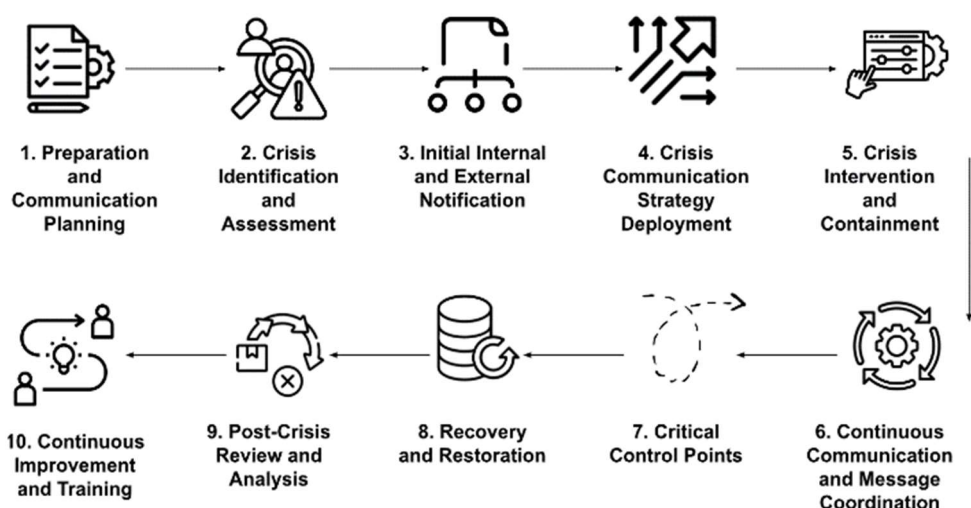 1. Preparation
and
Communication
Planning
2. Crisis
Identification
and
Assessment
3. Initial Internal
and External
Notification
4. Crisis
Communication
Strategy
Deployment
5. Crisis
Intervention
and
Containment
6. Continuous
Communication
and Message
Coordination
7. Critical
Control Points
8. Recovery
and Restoration
9. Post-Crisis
Review and
Analysis
10. Continuous
Improvement
and Training